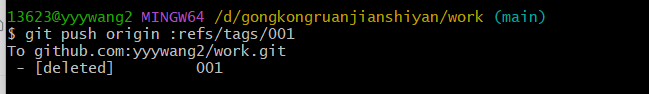 13623@yyywang2 MINGW64 /d/gongkongruanjianshiyan/work (main)
$ git push origin :refs/tags/001
To github.com:yyywang2/work.git
 - [deleted]         001